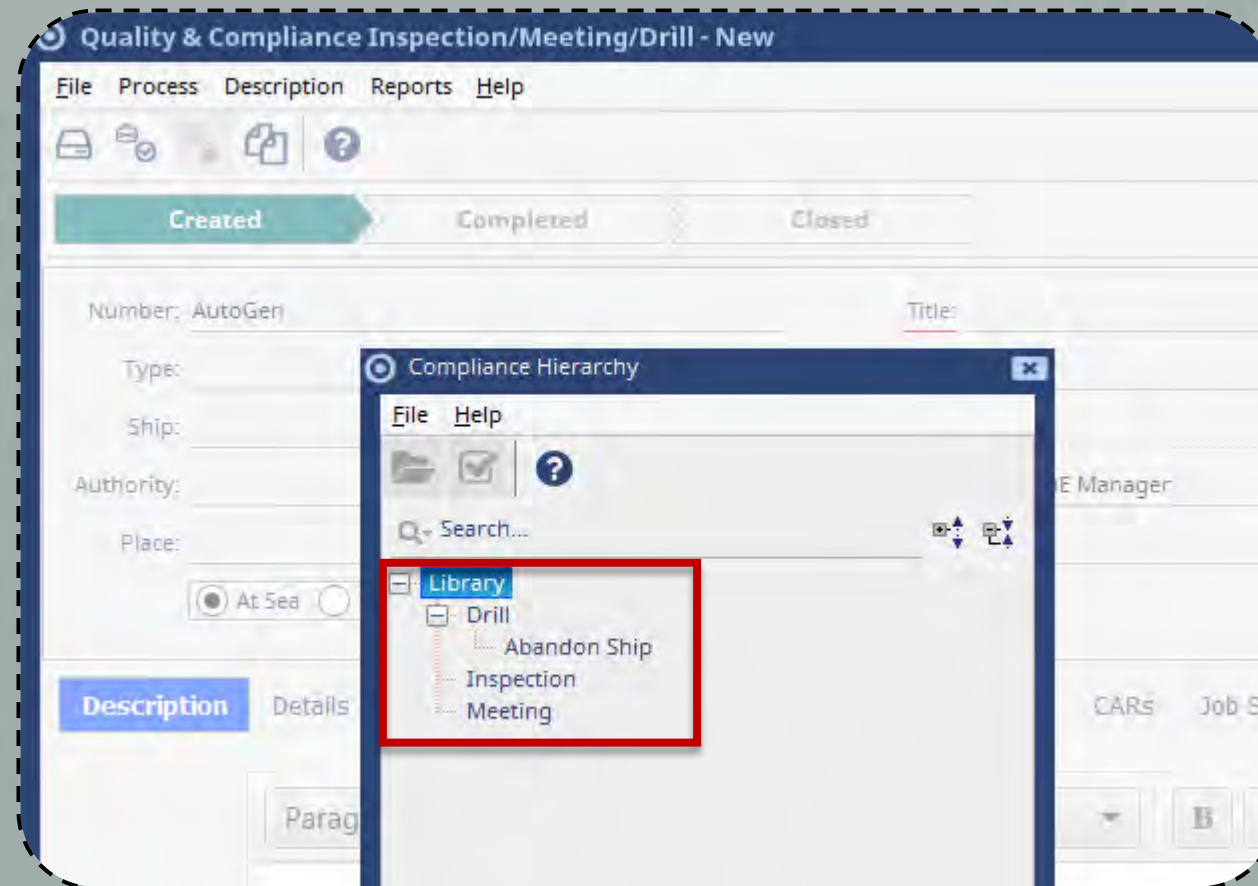 Quality & Compliance Inspection/Meeting/Drill - New
File Process Description Reports Help
Created Completed Closed
Number: AutoGen Title:
Type:
Compliance Hierarchy
File Help
Ship:
Authority:
E Manager
Search...
Place:
Library
At Sea
Drill
Abandon Ship
Inspection
Meeting
Description Details CARs Job S
Parag
B